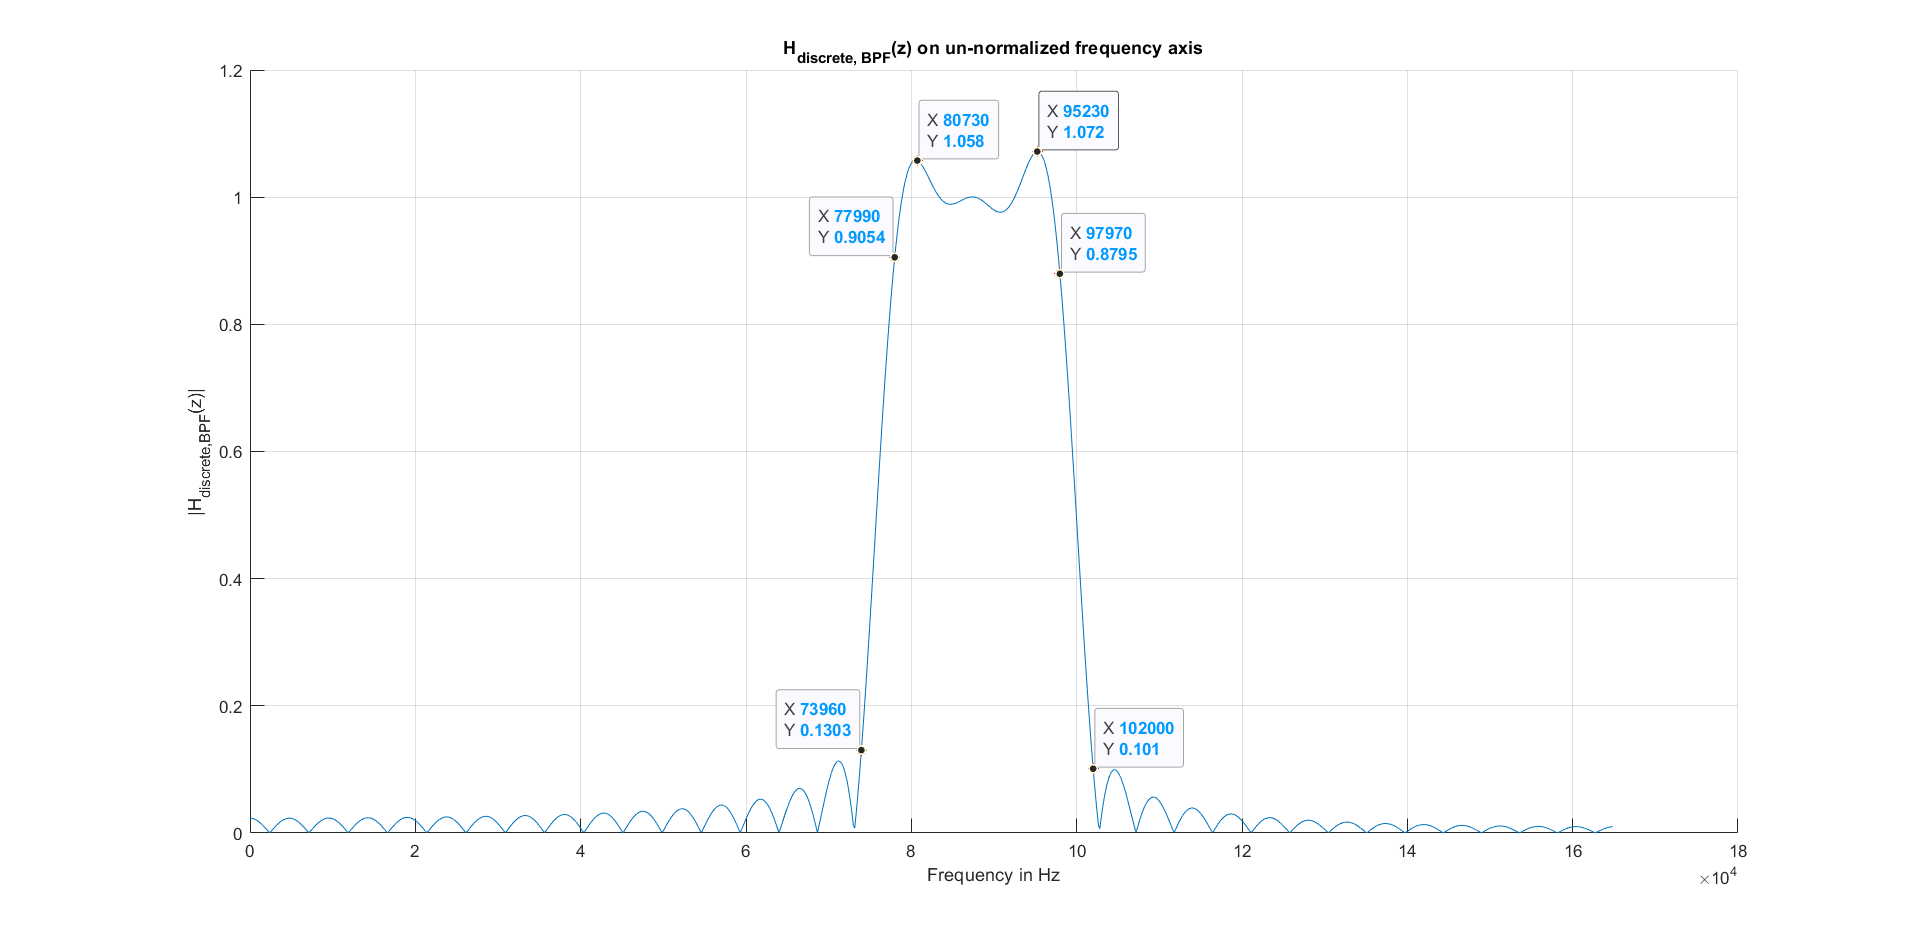 H_discrete, BPF(z) on un-normalized frequency axis
|H_discrete,BPF(z)|
1.2
1
0.8
0.6
0.4
0.2
0
X 80730
Y 1.058
X 95230
Y 1.072
X 77990
Y 0.9054
X 97970
Y 0.8795
X 73960
Y 0.1303
X 102000
Y 0.101
0 2 4 6 8 10 12 14 16 18
Frequency in Hz
×10^4